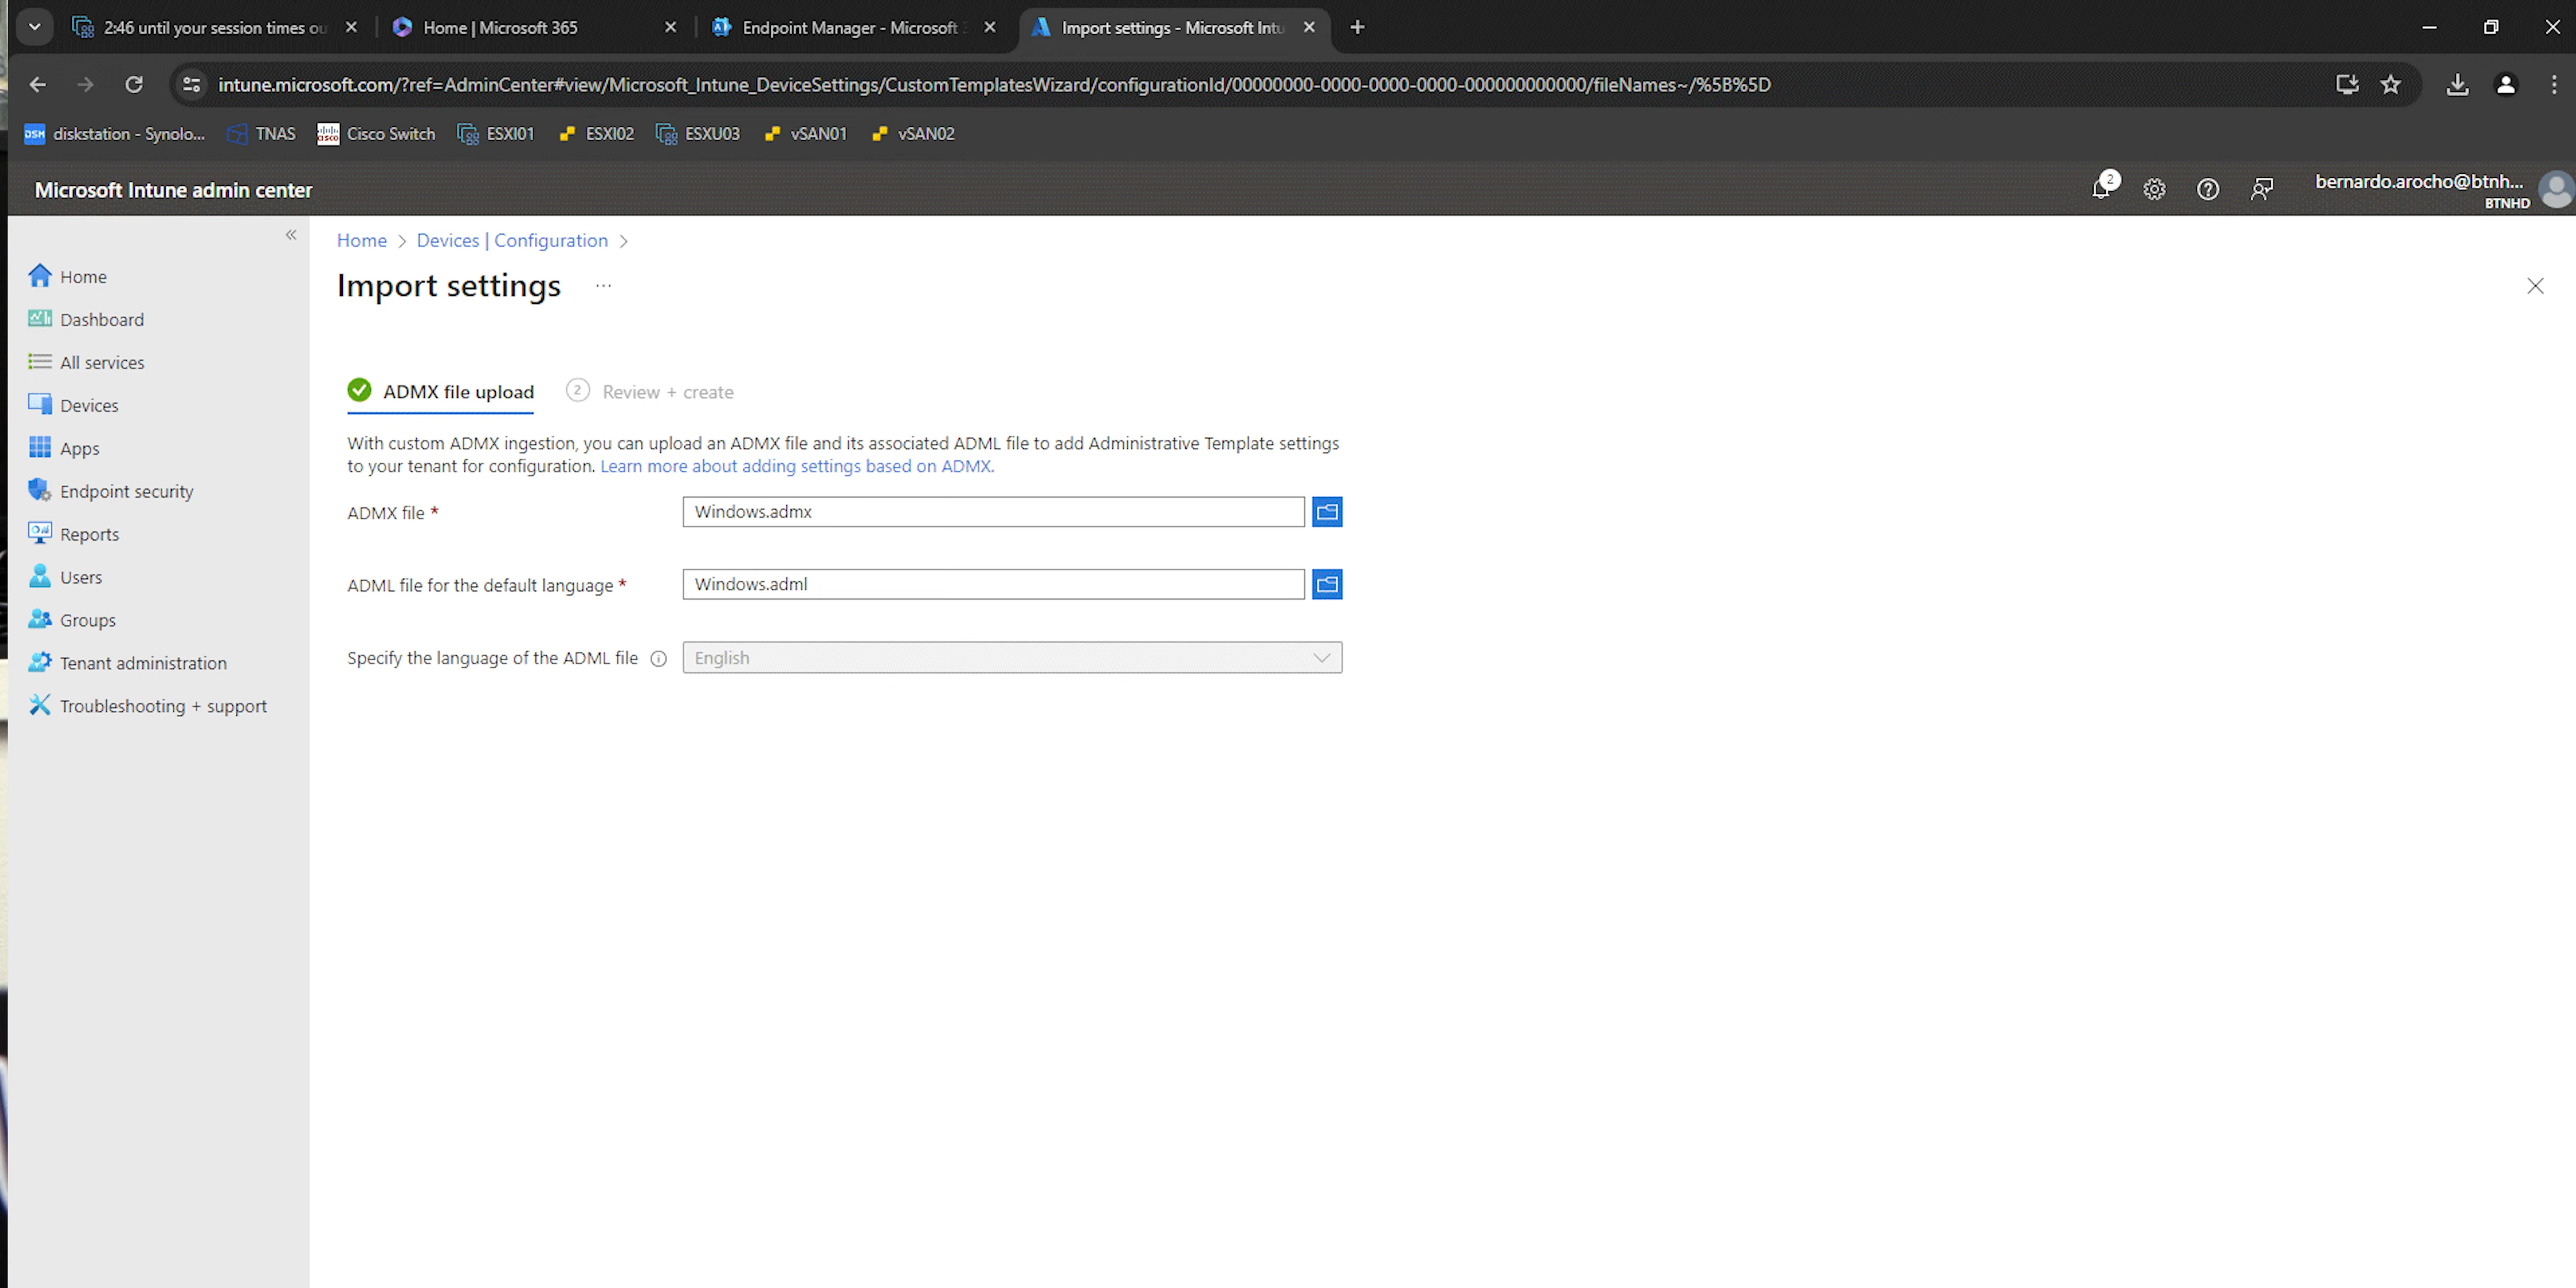 2:46 until your session times ou
Home | Microsoft 365
Endpoint Manager - Microsoft 3
Import settings - Microsoft Intu
intune.microsoft.com/?ref=AdminCenter#view/Microsoft_Intune_DeviceSettings/CustomTemplatesWizard/configurationId/00000000-0000-0000-0000-000000000000/fileNames~/%5B%5D
DSM diskstation - Synolo...
TNAS
CISCO Cisco Switch
ESXI01
ESXI02
ESXU03
vSAN01
vSAN02
Microsoft Intune admin center
2
bernardo.arocho@btnh...
BTNHD
Home
Dashboard
All services
Devices
Apps
Endpoint security
Reports
Users
Groups
Tenant administration
Troubleshooting + support
Home > Devices | Configuration >
Import settings ...
ADMX file upload
2 Review + create
With custom ADMX ingestion, you can upload an ADMX file and its associated ADML file to add Administrative Template settings
to your tenant for configuration. Learn more about adding settings based on ADMX.
ADMX file *
Windows.admx
ADML file for the default language *
Windows.adml
Specify the language of the ADML file
English